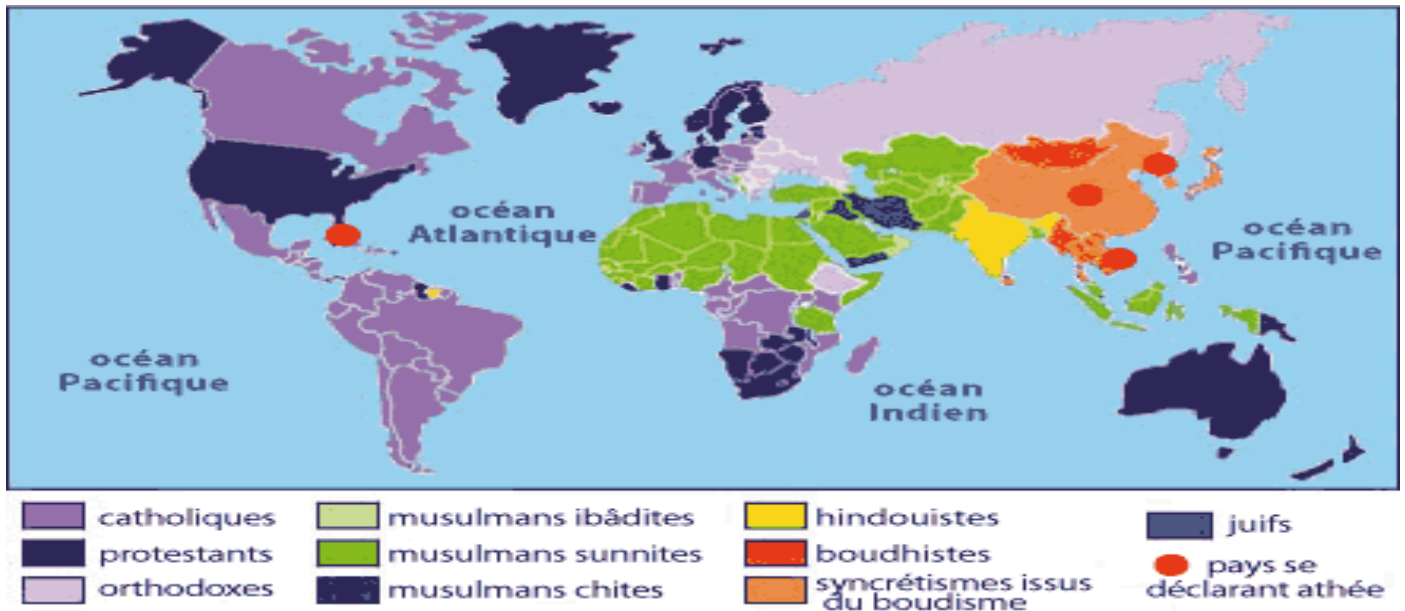 océan
Atlantique
océan
Pacifique
océan
Pacifique
océan
Indien
catholiques
protestants
orthodoxes
musulmans ibâdites
musulmans sunnites
musulmans chites
hindouistes
boudhistes
syncrétismes issus
du boudisme
juifs
pays se
déclarant athée